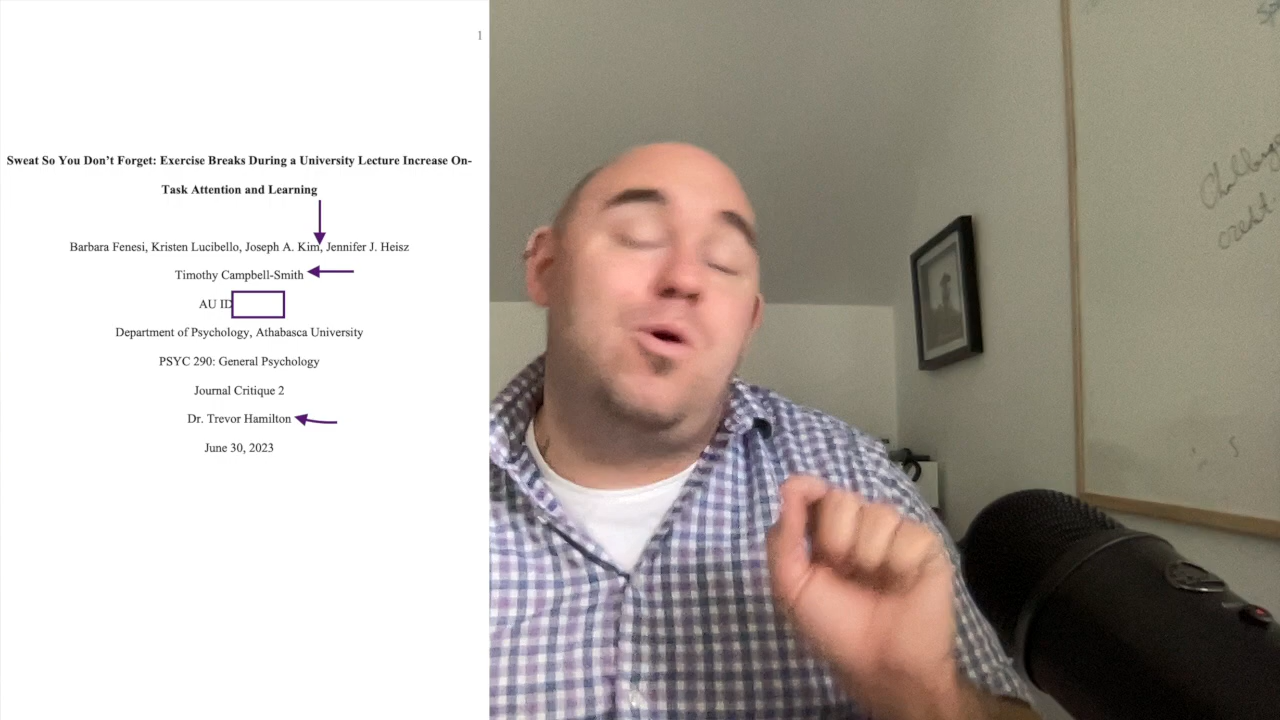 1
Sweat So You Don’t Forget: Exercise Breaks During a University Lecture Increase On-
Task Attention and Learning
Barbara Fenesi, Kristen Lucibello, Joseph A. Kim, Jennifer J. Heisz
Timothy Campbell-Smith
AU ID
Department of Psychology, Athabasca University
PSYC 290: General Psychology
Journal Critique 2
Dr. Trevor Hamilton
June 30, 2023